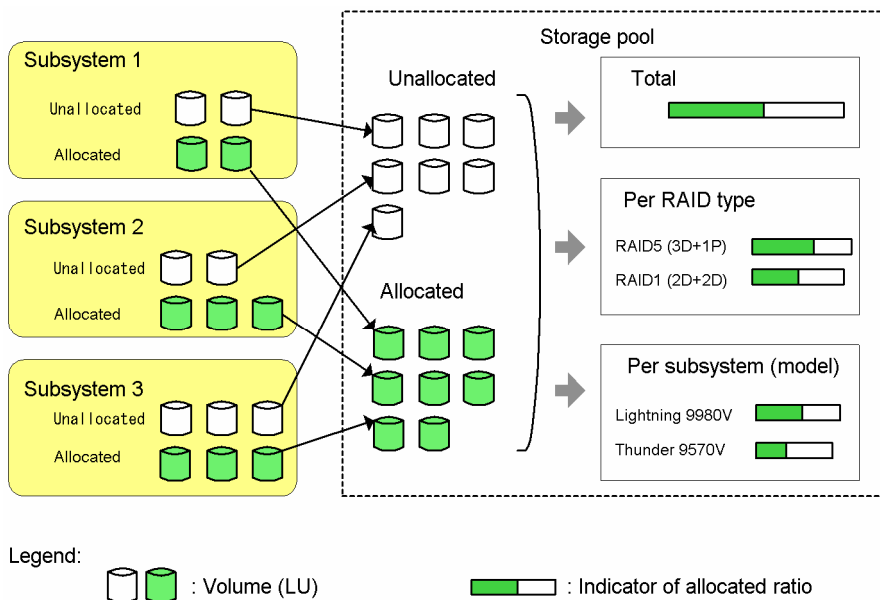 Subsystem 1
Unallocated
Allocated
Subsystem 2
Unallocated
Allocated
Subsystem 3
Unallocated
Allocated
Storage pool
Unallocated
Allocated
Total
Per RAID type
RAID5 (3D+1P)
RAID1 (2D+2D)
Per subsystem (model)
Lightning 9980V
Thunder 9570V
Legend:
: Volume (LU)
: Indicator of allocated ratio